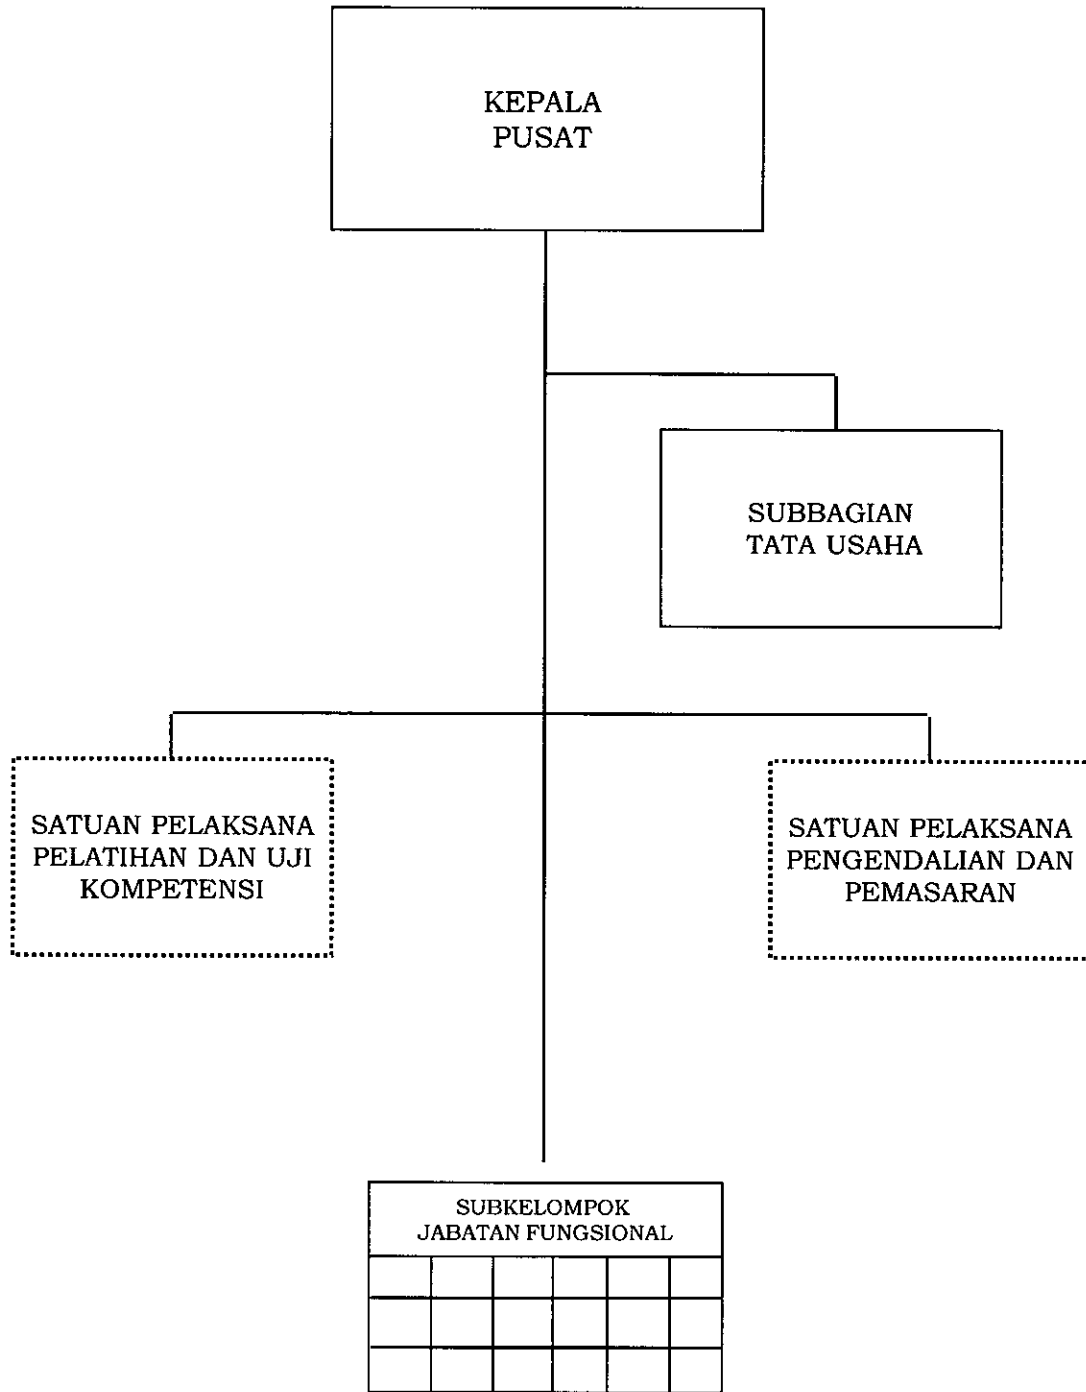 KEPALA
PUSAT
SUBBAGIAN
TATA USAHA
SATUAN PELAKSANA
PELATIHAN DAN UJI
KOMPETENSI
SATUAN PELAKSANA
PENGENDALIAN DAN
PEMASARAN
SUBKELOMPOK
JABATAN FUNGSIONAL